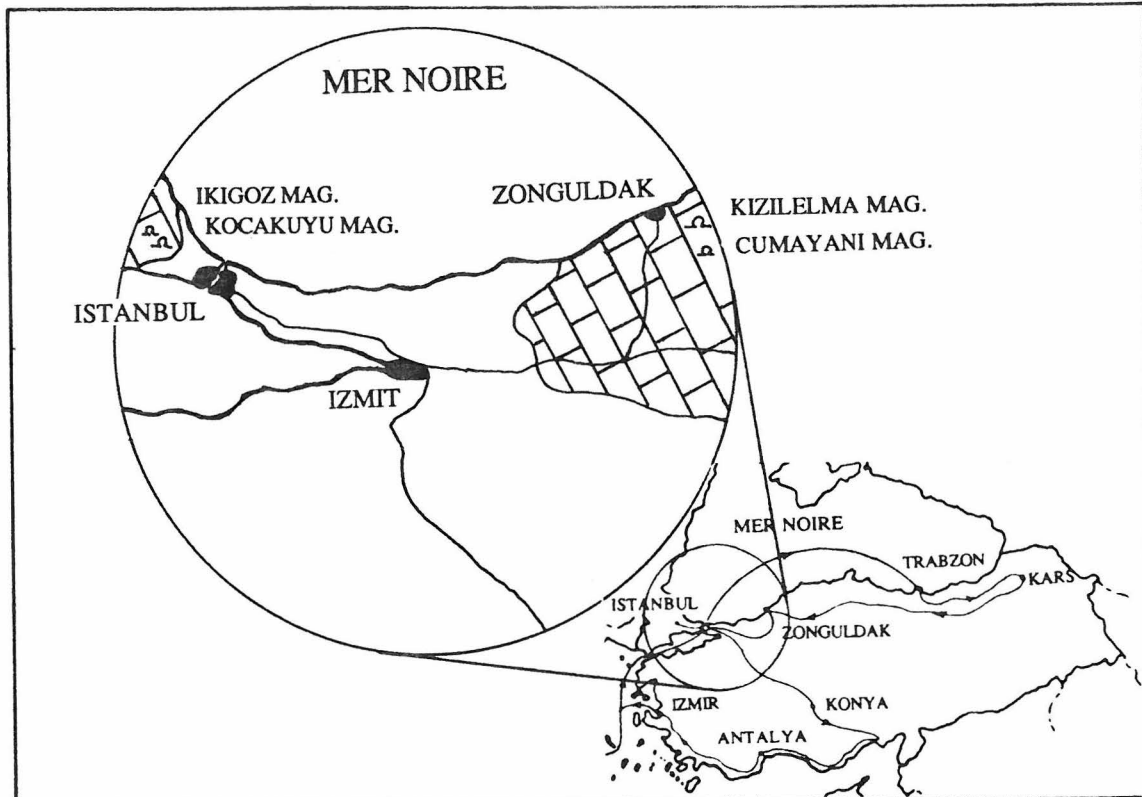 MER NOIRE
IKIGOZ MAG.
KOCAKUYU MAG.
ZONGULDAK
KIZILELMA MAG.
CUMAYANI MAG.
ISTANBUL
IZMIT
MER NOIRE
TRABZON
KARS
ISTANBUL
ZONGULDAK
IZMIR
KONYA
ANTALYA